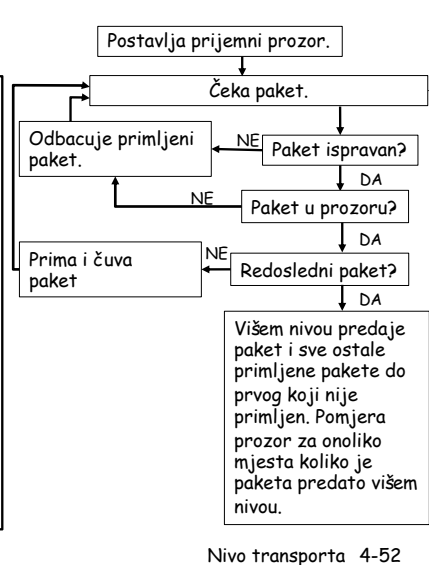 Postavlja prijemni prozor.
Čeka paket.
Odbacuje primljeni
paket.
NE
Paket ispravan?
DA
NE
Paket u prozoru?
DA
Prima i čuva
paket
NE
Redosledni paket?
DA
Višem nivou predaje
paket i sve ostale
primljene pakete do
prvog koji nije
primljen. Pomjera
prozor za onoliko
mjesta koliko je
paketa predato višem
nivou.
Nivo transporta 4-52